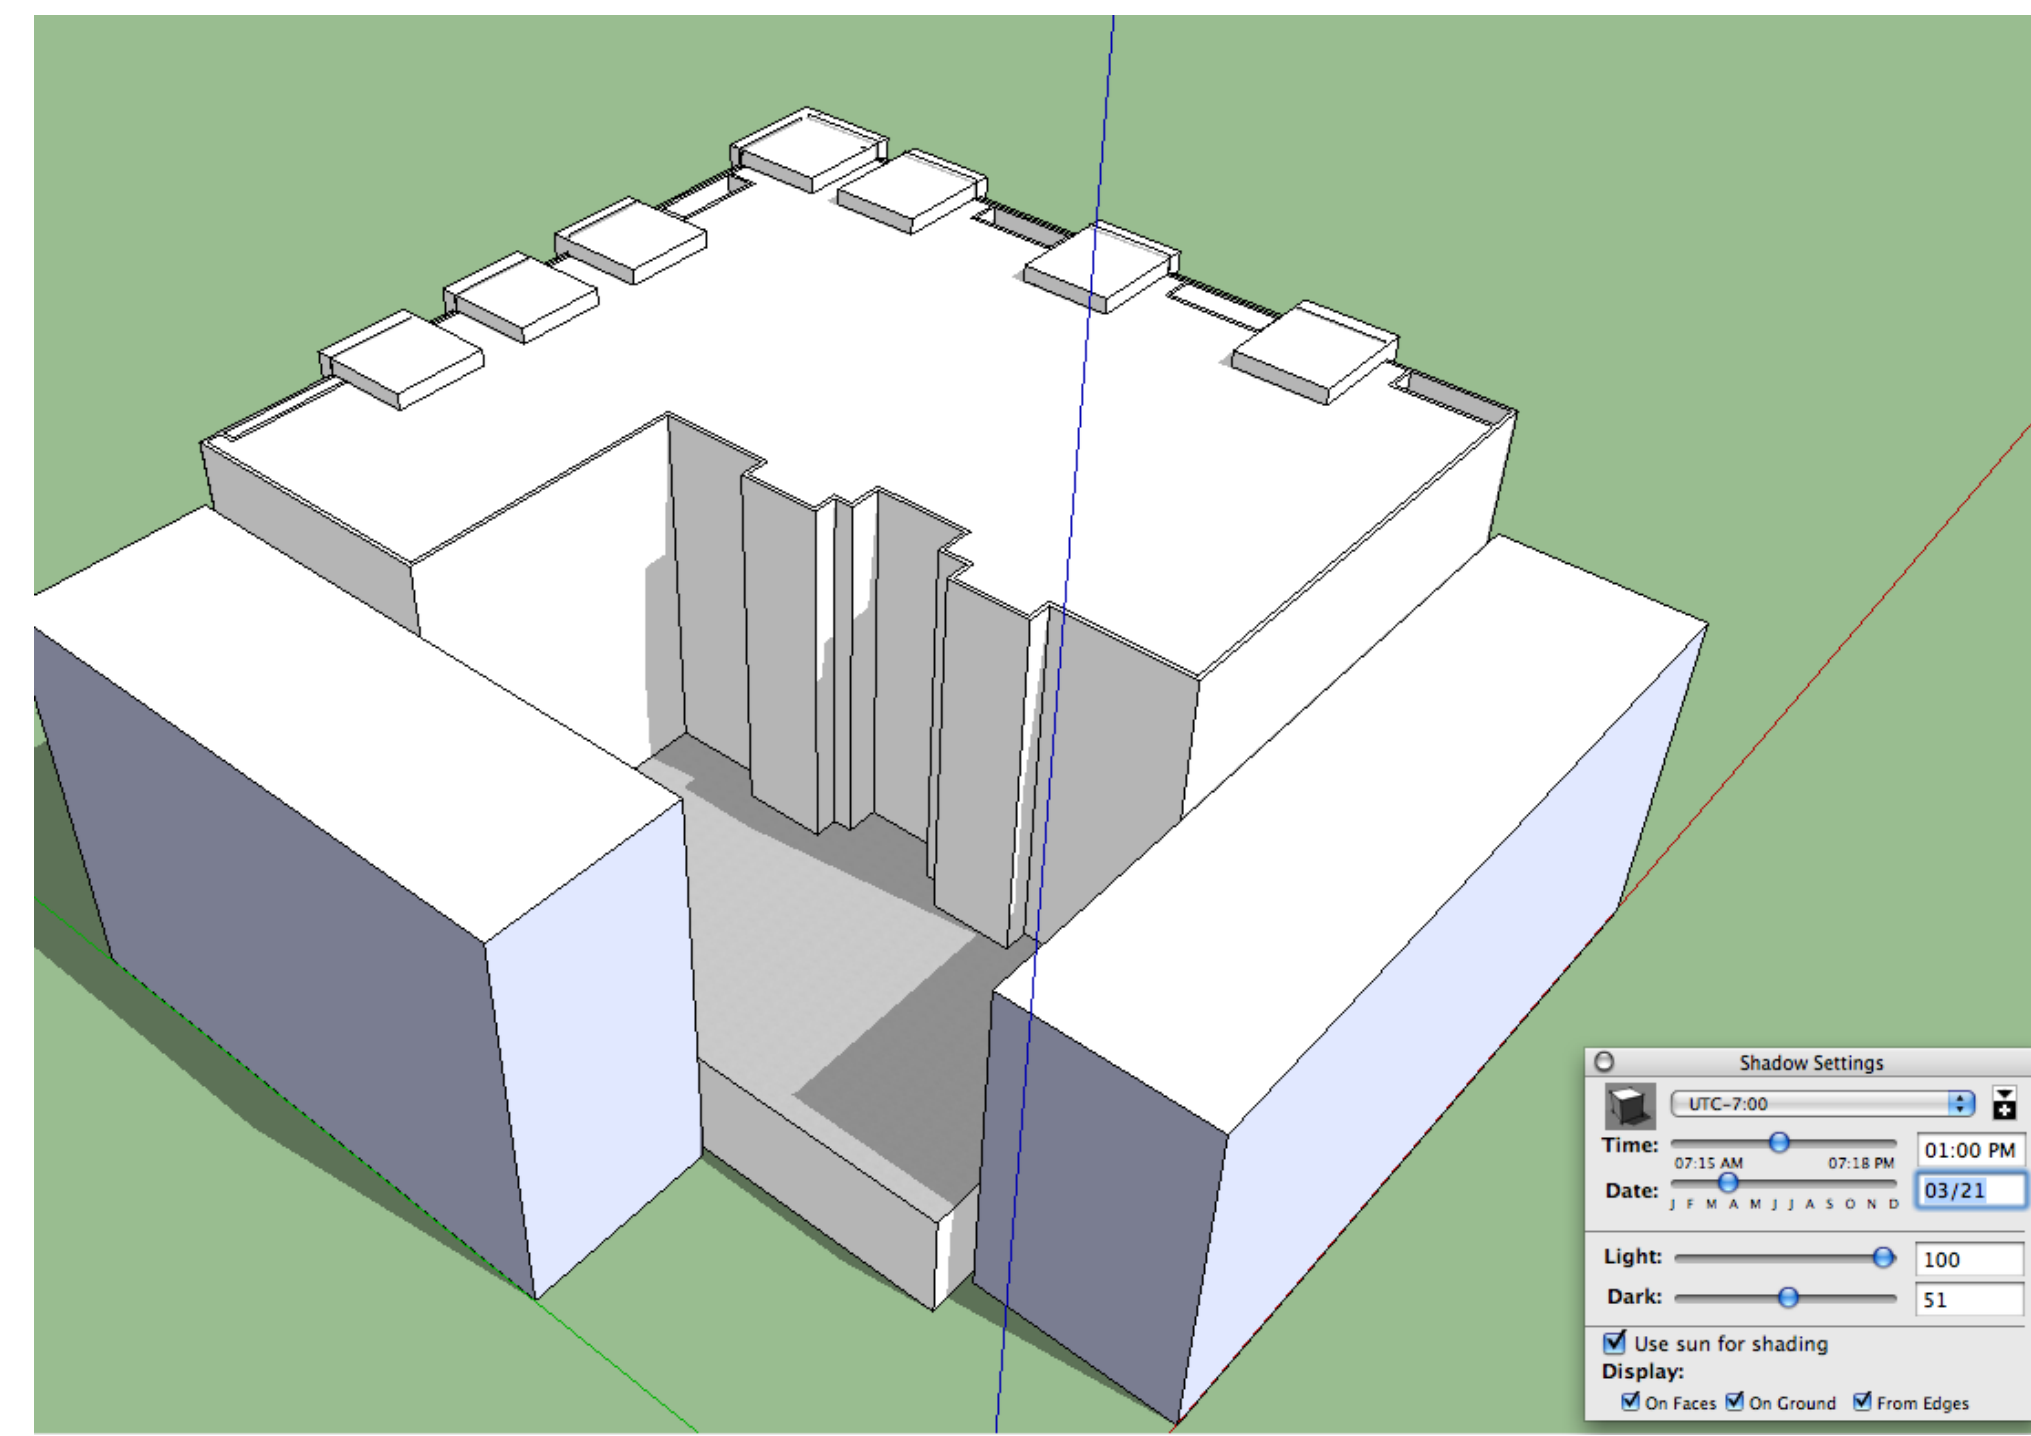 Shadow Settings
UTC-7:00
Time: 01:00 PM
07:15 AM 07:18 PM
Date: 03/21
J F M A M J J A S O N D
Light: 100
Dark: 51
Use sun for shading
Display:
On Faces On Ground From Edges